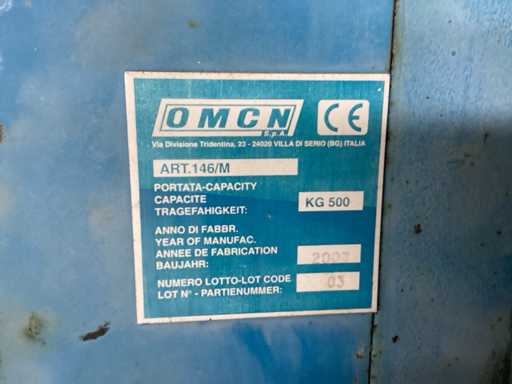 OMCN
S.p.A.
CE
Via Divisione Tridentina, 23 - 24020 VILLA DI SERIO (BG) ITALIA
ART.146/M
PORTATA-CAPACITY
CAPACITE
TRAGEFAHIGKEIT:
KG 500
ANNO DI FABBR.
YEAR OF MANUFAC.
ANNEE DE FABRICATION
BAUJAHR:
2003
NUMERO LOTTO-LOT CODE
LOT N° - PARTIENUMMER:
03